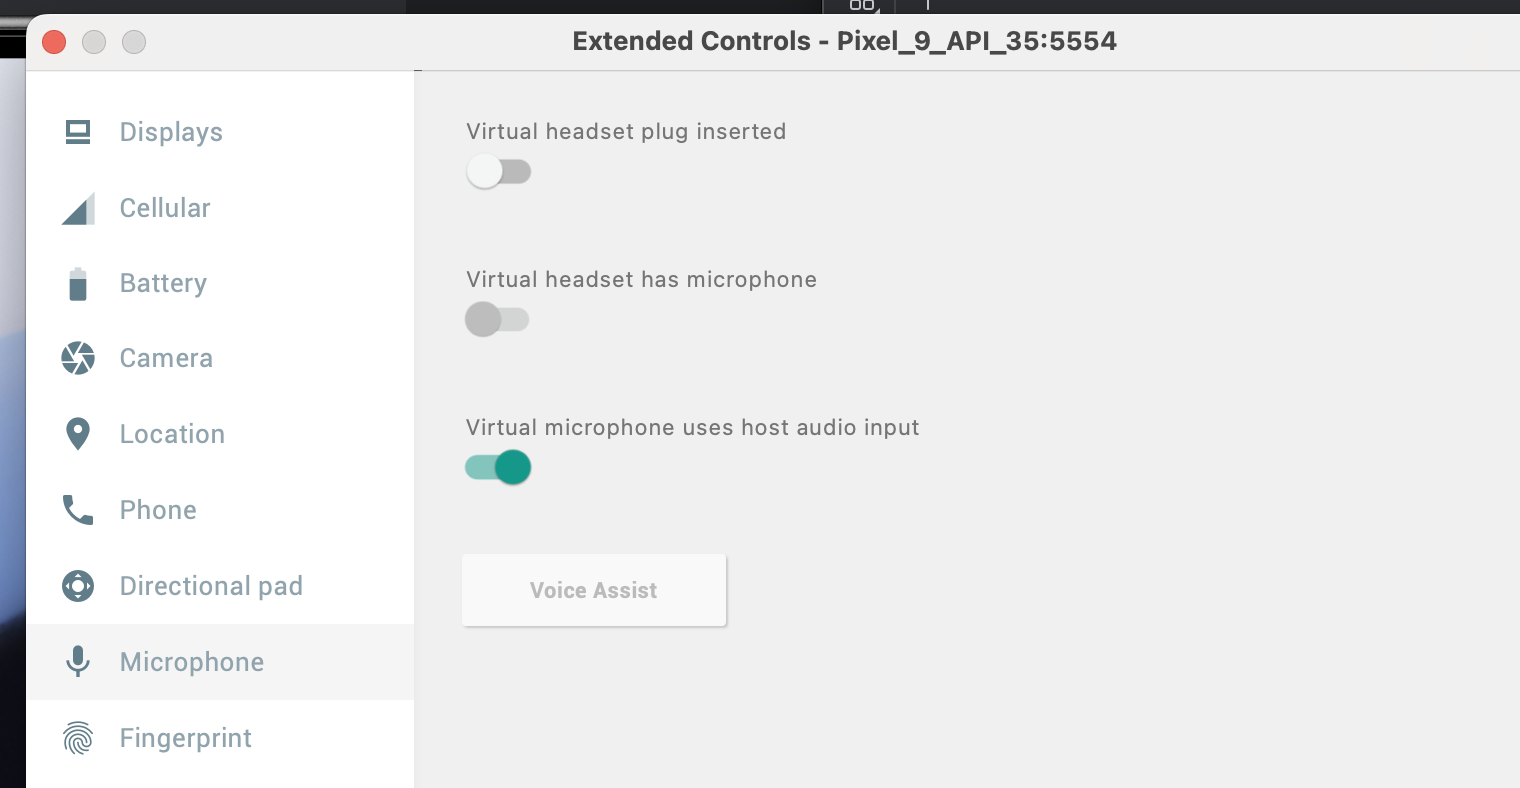 Extended Controls - Pixel_9_API_35:5554
Displays
Cellular
Battery
Camera
Location
Phone
Directional pad
Microphone
Fingerprint
Virtual headset plug inserted
Virtual headset has microphone
Virtual microphone uses host audio input
Voice Assist